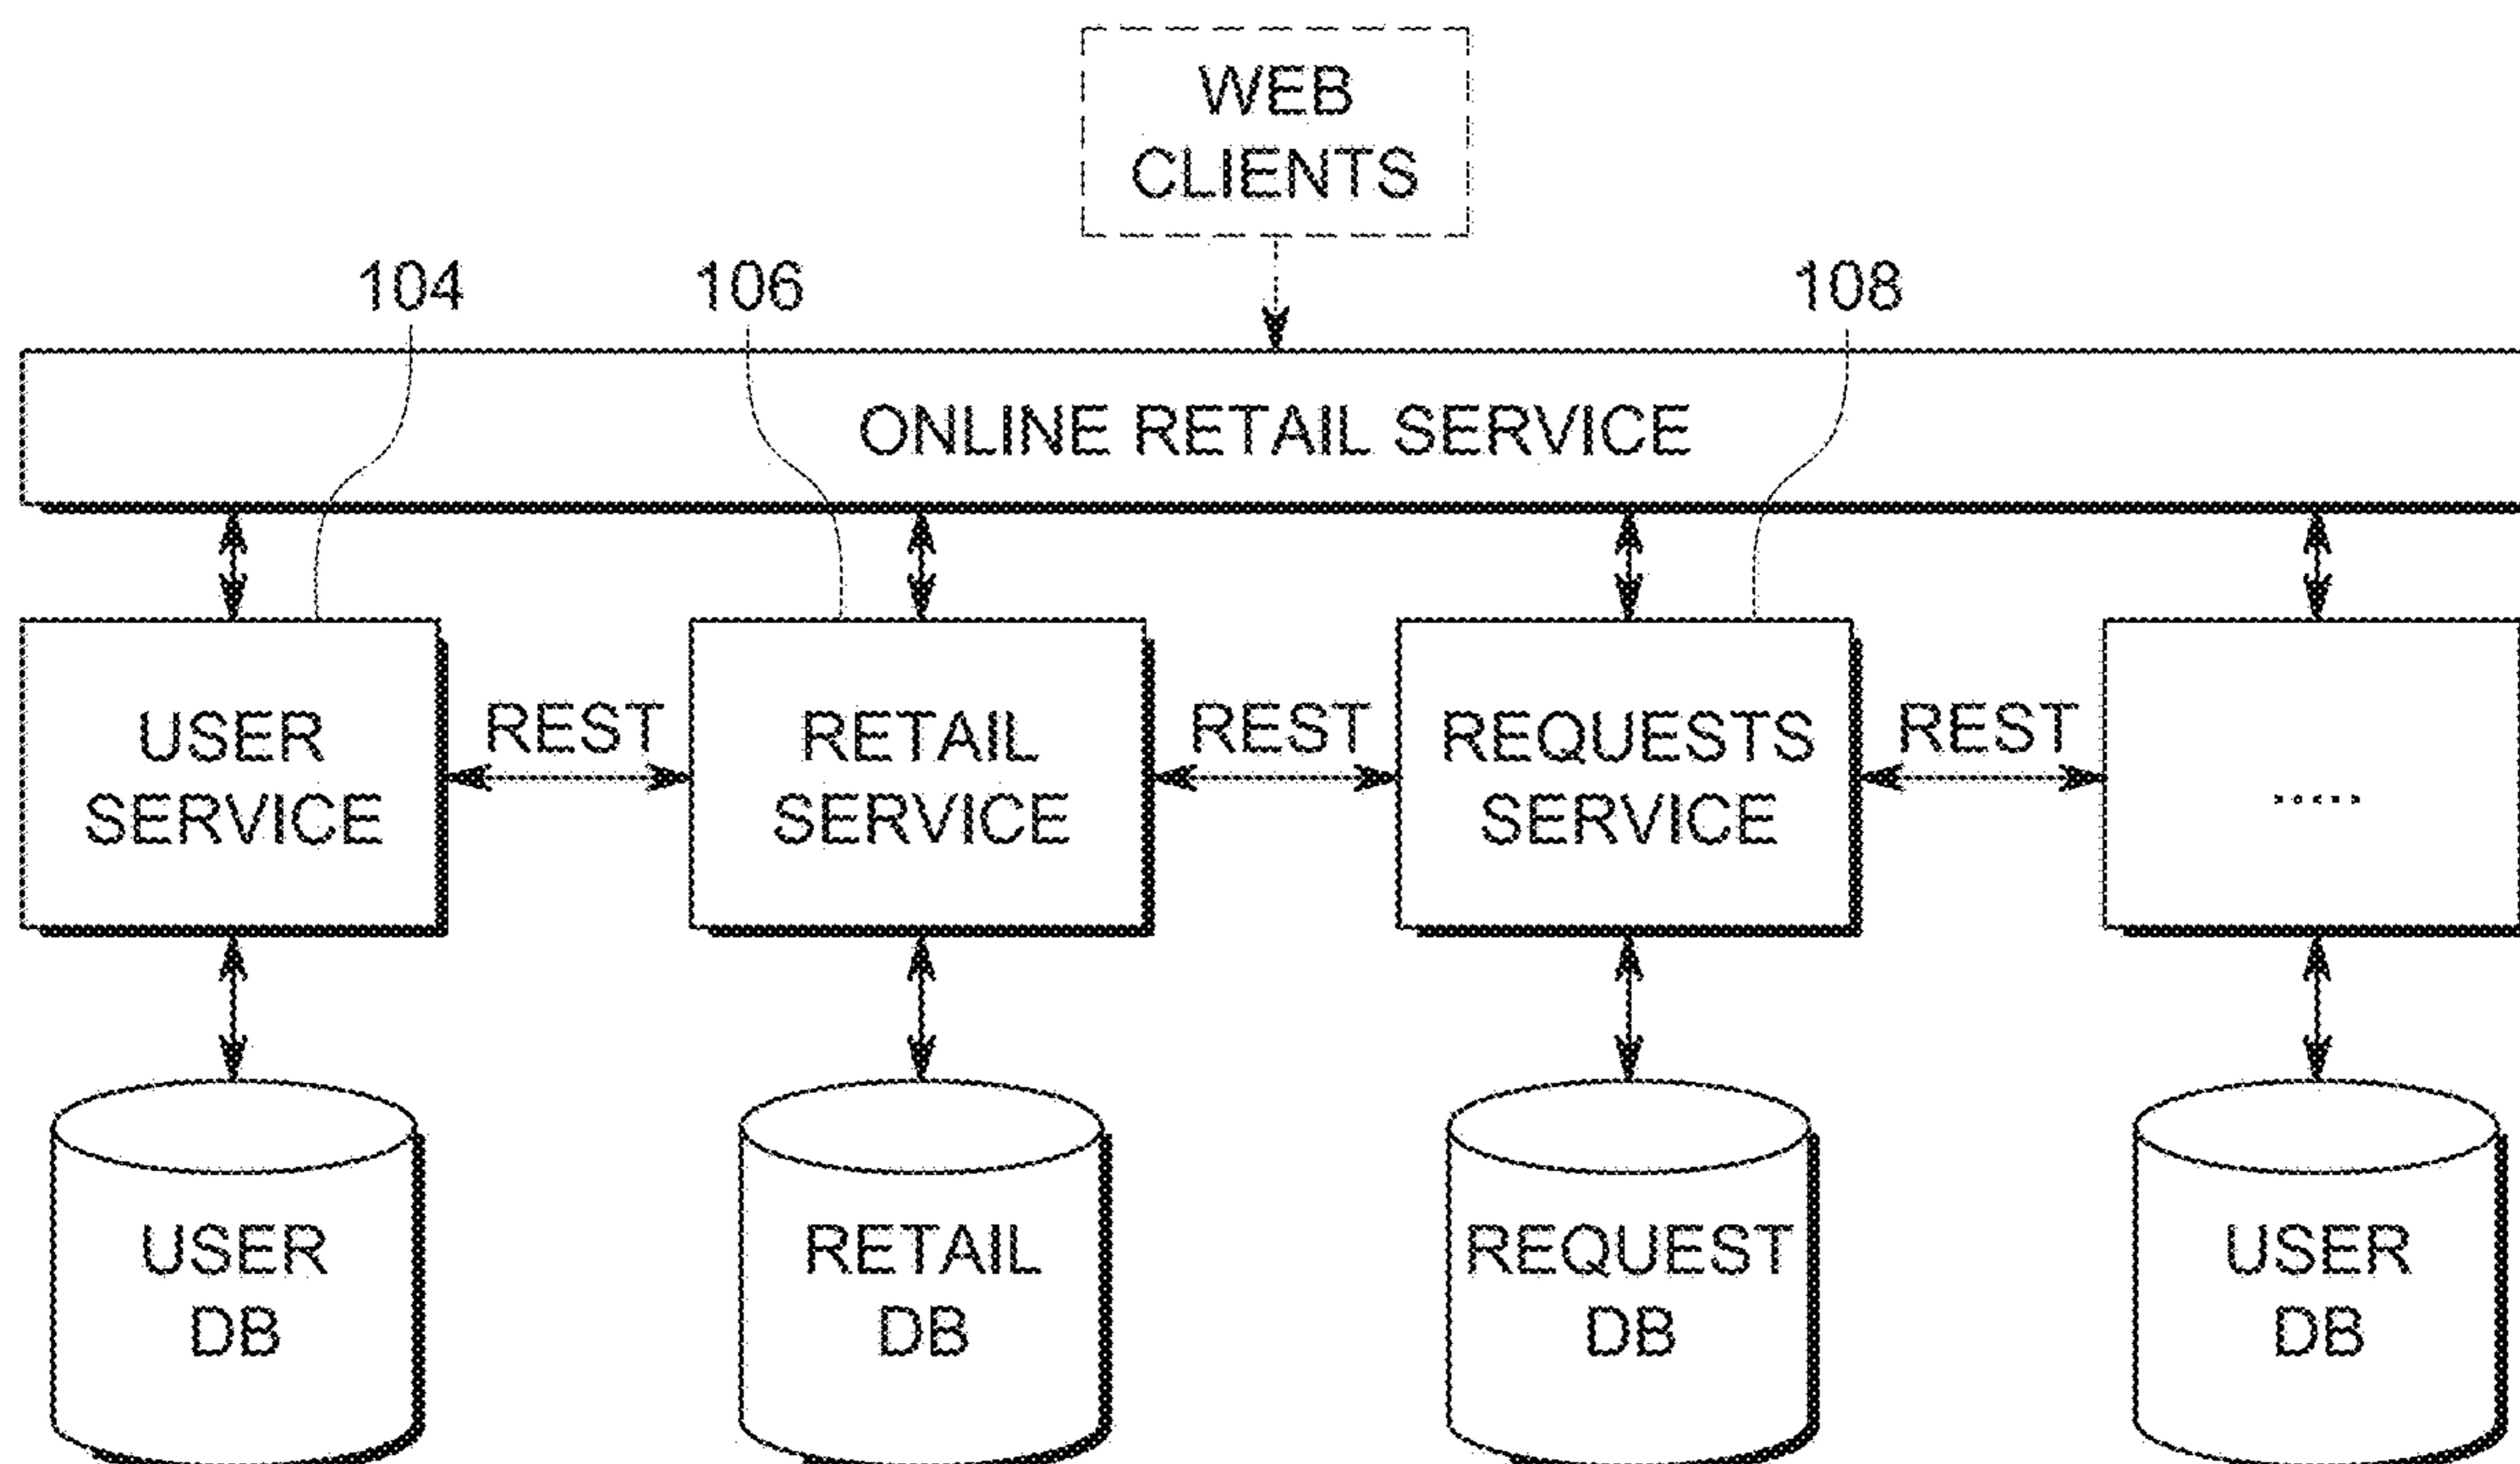 WEB
CLIENTS
104
106
108
ONLINE RETAIL SERVICE
USER
SERVICE
REST
RETAIL
SERVICE
REST
REQUESTS
SERVICE
REST
.....
USER
DB
RETAIL
DB
REQUEST
DB
USER
DB